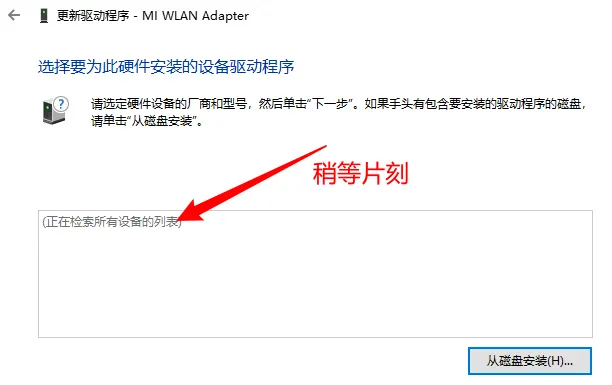 更新驱动程序 - MI WLAN Adapter
选择要为此硬件安装的设备驱动程序
请选定硬件设备的厂商和型号，然后单击“下一步”。如果手头有包含要安装的驱动程序的磁盘，
请单击“从磁盘安装”。
稍等片刻
(正在检索所有设备的列表)
从磁盘安装(H)...